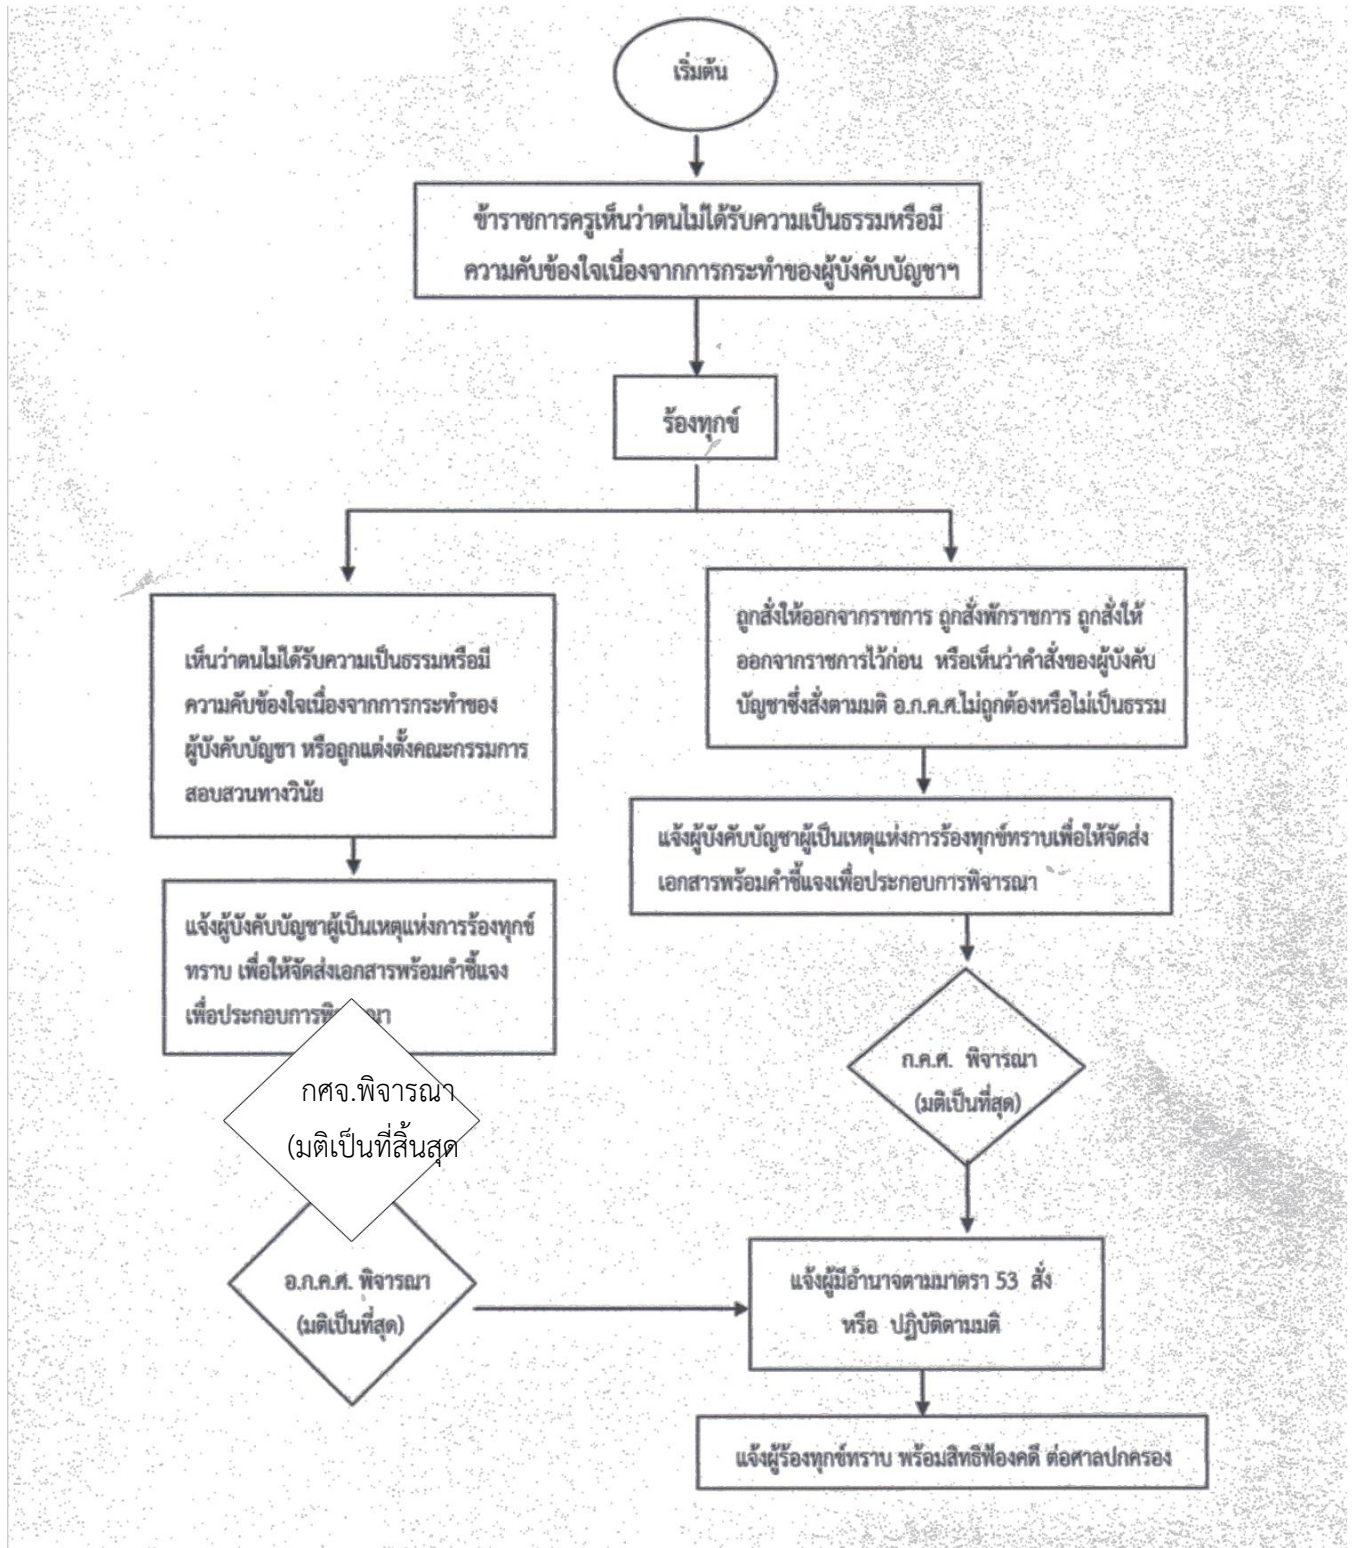 เริ่มต้น
ข้าราชการครูเห็นว่าตนไม่ได้รับความเป็นธรรมหรือมี
ความคับข้องใจเนื่องจากการกระทำของผู้บังคับบัญชาฯ
ร้องทุกข์
เห็นว่าตนไม่ได้รับความเป็นธรรมหรือมี
ความคับข้องใจเนื่องจากการกระทำของ
ผู้บังคับบัญชา หรือถูกแต่งตั้งคณะกรรมการ
สอบสวนทางวินัย
แจ้งผู้บังคับบัญชาผู้เป็นเหตุแห่งการร้องทุกข์
ทราบ เพื่อให้จัดส่งเอกสารพร้อมคำชี้แจง
เพื่อประกอบการ
กศจ.พิจารณา
(มติเป็นที่สิ้นสุด
อ.ก.ค.ศ. พิจารณา
(มติเป็นที่สุด)
ถูกสั่งให้ออกจากราชการ ถูกสั่งพักราชการ ถูกสั่งให้
ออกจากราชการไว้ก่อน หรือเห็นว่าคำสั่งของผู้บังคับ
บัญชาซึ่งสั่งตามมติ อ.ก.ค.ศ.ไม่ถูกต้องหรือไม่เป็นธรรม
แจ้งผู้บังคับบัญชาผู้เป็นเหตุแห่งการร้องทุกข์ทราบเพื่อให้จัดส่ง
เอกสารพร้อมคำชี้แจงเพื่อประกอบการพิจารณา
ก.ค.ศ. พิจารณา
(มติเป็นที่สุด)
แจ้งผู้มีอำนาจตามมาตรา 53 สั่ง
หรือ ปฏิบัติตามมติ
แจ้งผู้ร้องทุกข์ทราบ พร้อมสิทธิฟ้องคดี ต่อศาลปกครอง